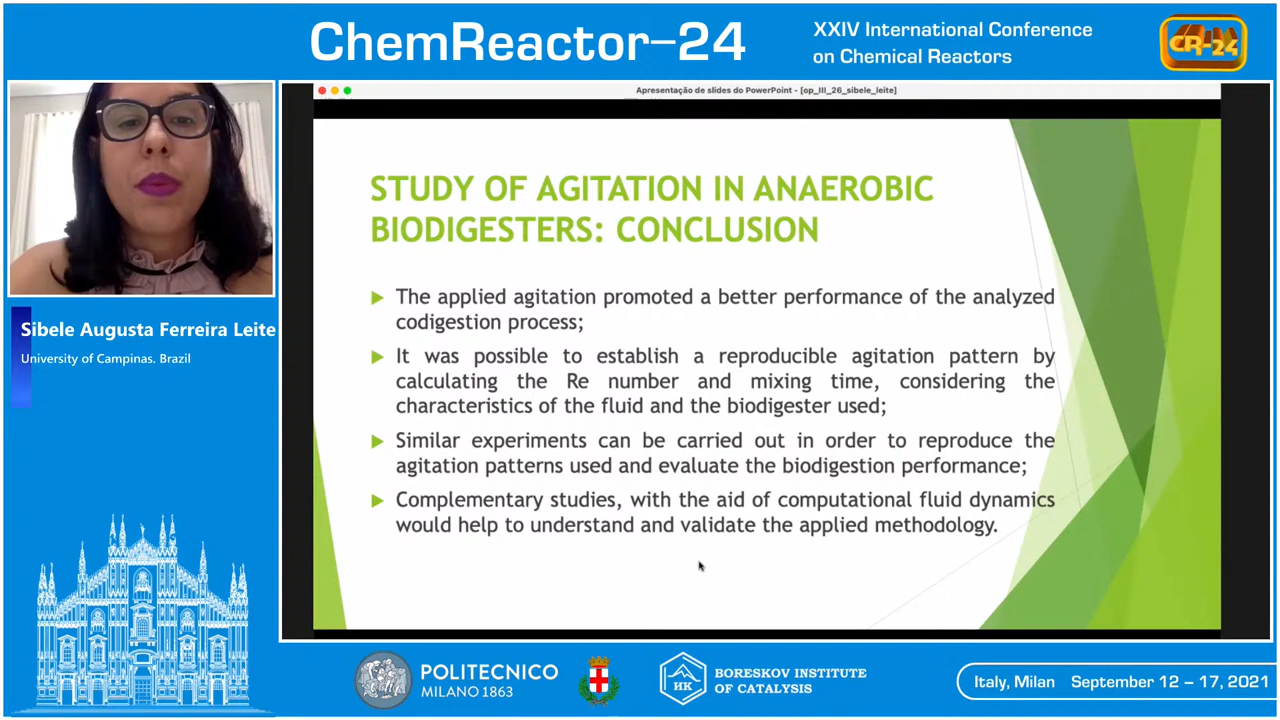 ChemReactor–24
XXIV International Conference
on Chemical Reactors
CR-24
Apresentação de slides do PowerPoint - [op_III_26_sibele_leite]
STUDY OF AGITATION IN ANAEROBIC
BIODIGESTERS: CONCLUSION
The applied agitation promoted a better performance of the analyzed
codigestion process;
It was possible to establish a reproducible agitation pattern by
calculating the Re number and mixing time, considering the
characteristics of the fluid and the biodigester used;
Similar experiments can be carried out in order to reproduce the
agitation patterns used and evaluate the biodigestion performance;
Complementary studies, with the aid of computational fluid dynamics
would help to understand and validate the applied methodology.
Sibele Augusta Ferreira Leite
University of Campinas. Brazil
POLITECNICO
MILANO 1863
HK
BORESKOV INSTITUTE
OF CATALYSIS
Italy, Milan September 12 – 17, 2021